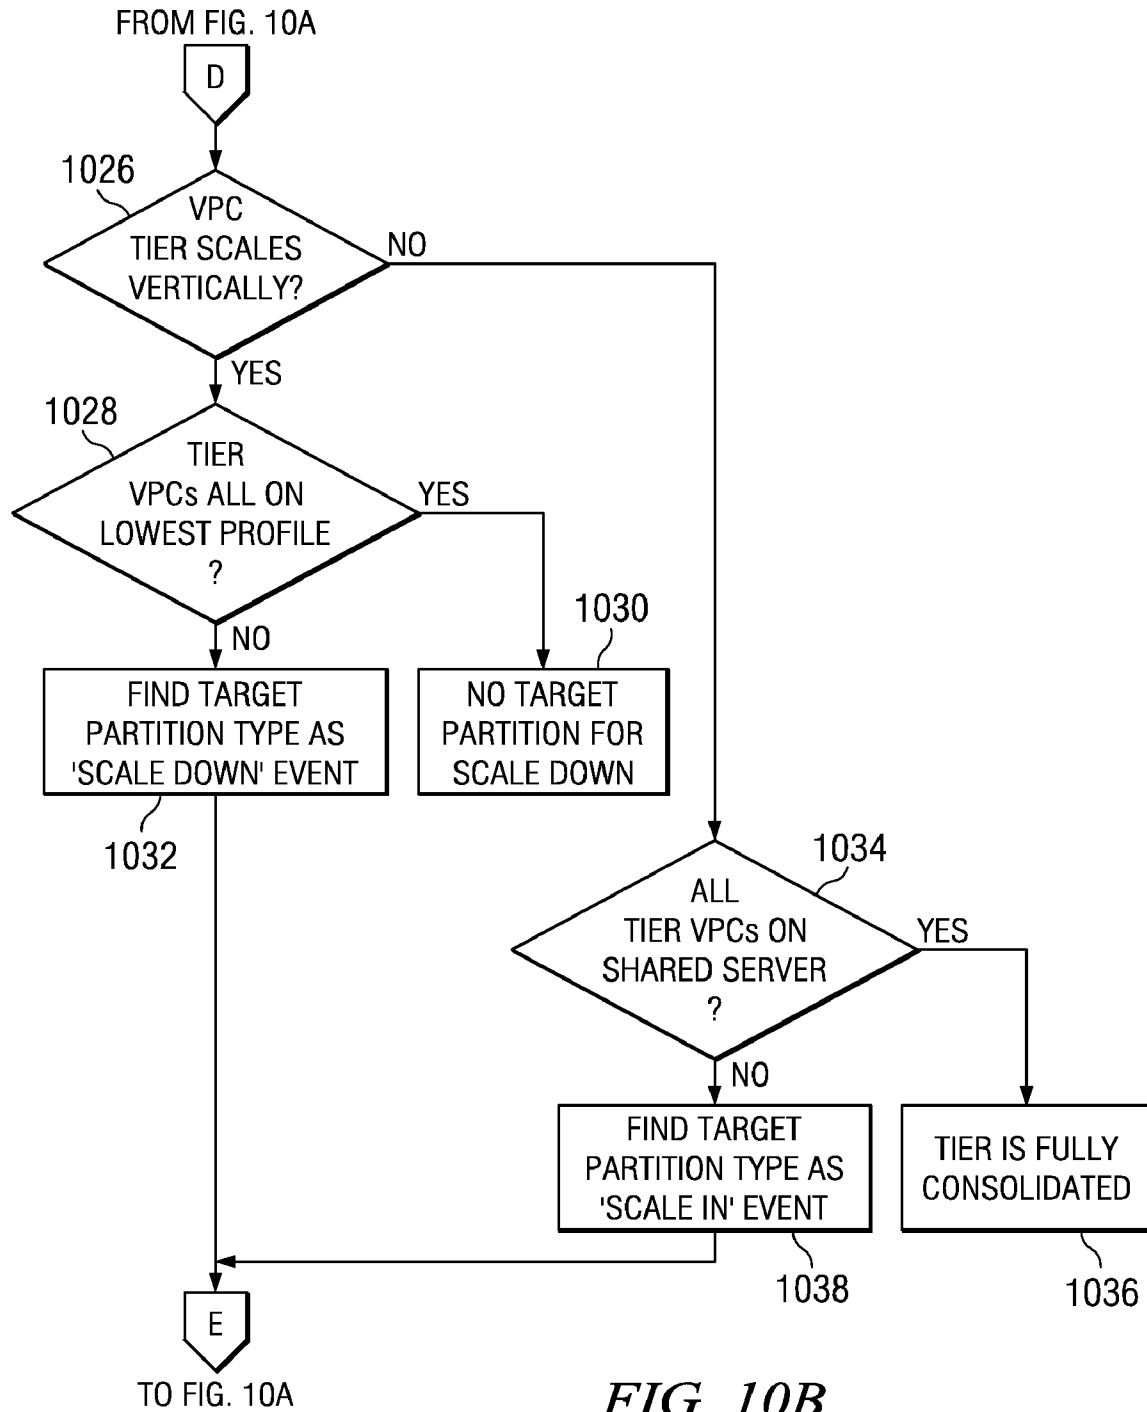 FROM FIG. 10A
D
1026
VPC
TIER SCALES
VERTICALLY?
NO
YES
1028
TIER
VPCs ALL ON
LOWEST PROFILE
?
YES
NO
1030
FIND TARGET
PARTITION TYPE AS
'SCALE DOWN' EVENT
NO TARGET
PARTITION FOR
SCALE DOWN
1032
1034
ALL
TIER VPCs ON
SHARED SERVER
?
YES
NO
FIND TARGET
PARTITION TYPE AS
'SCALE IN' EVENT
TIER IS FULLY
CONSOLIDATED
1038
1036
E
TO FIG. 10A
FIG. 10B